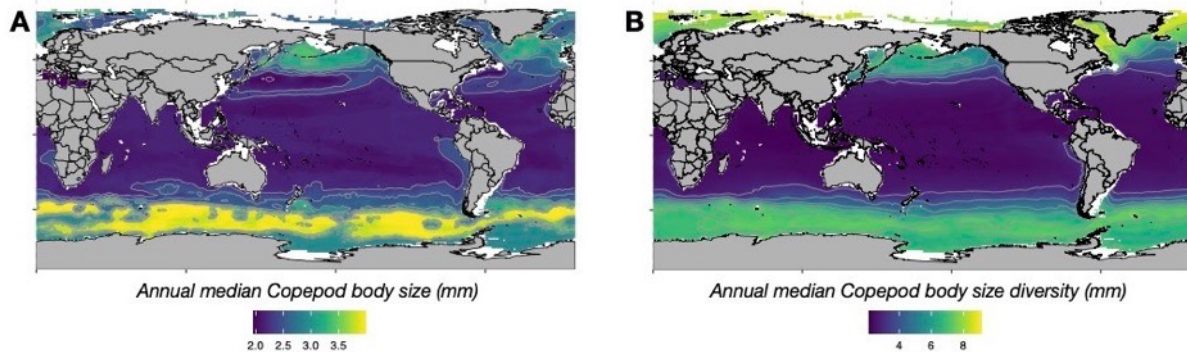 A
B
Annual median Copepod body size (mm)
Annual median Copepod body size diversity (mm)
2.0 2.5 3.0 3.5
4 6 8